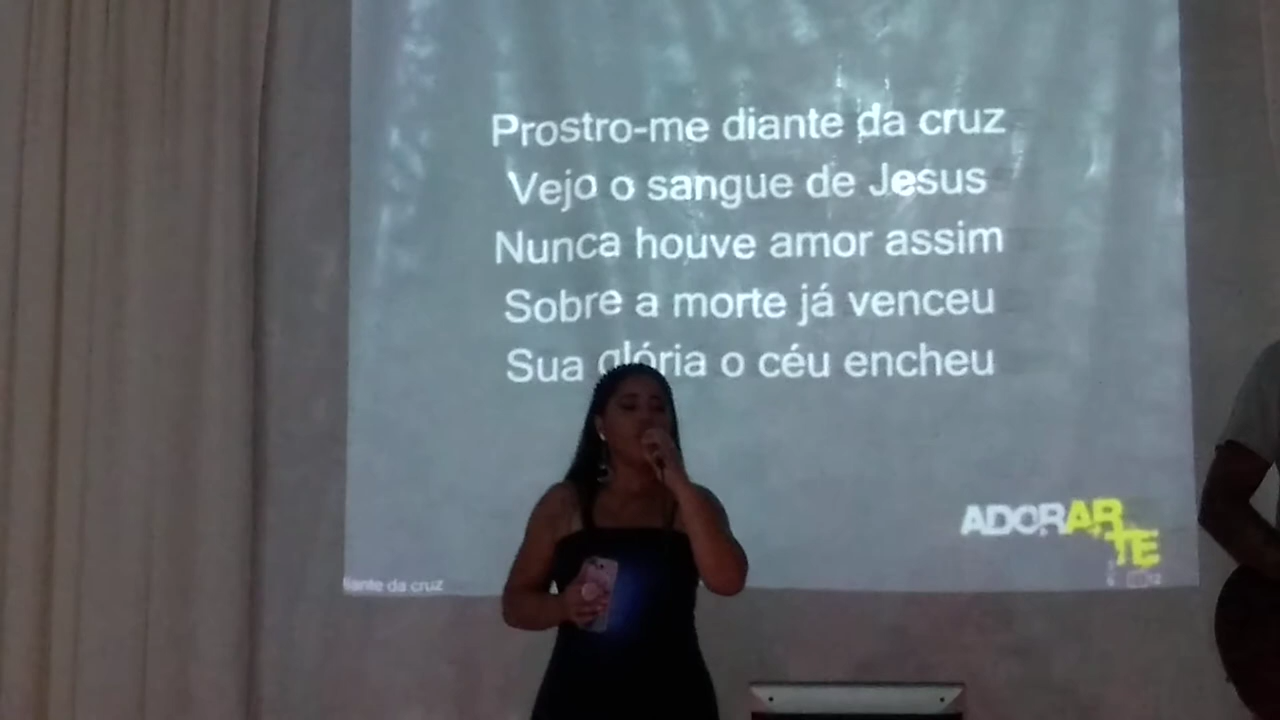 Prostro-me diante da cruz
Vejo o sangue de Jesus
Nunca houve amor assim
Sobre a morte já venceu
Sua glória o céu encheu
ADORARTE
diante da cruz